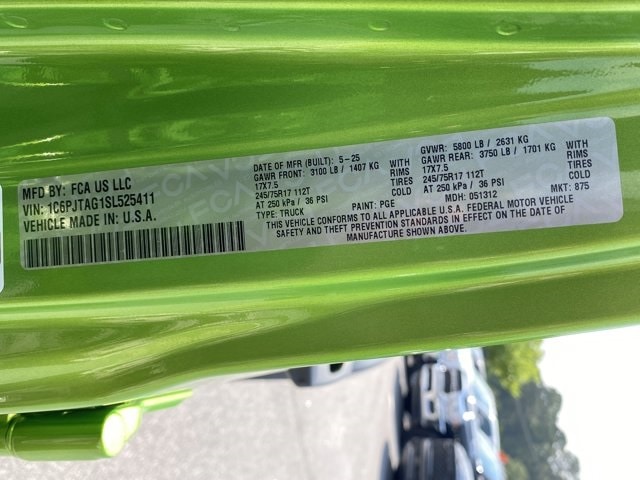 MFD BY: FCA US LLC
VIN: 1C6PJTAG1SL525411
VEHICLE MADE IN U.S.A.
DATE OF MFR (BUILT): 5-25
GAWR FRONT: 3100 LB / 1407 KG WITH
17X7.5 RIMS
245/75R17 112T TIRES
AT 250 kPa / 36 PSI COLD
TYPE: TRUCK PAINT: PGE
GVWR: 5800 LB / 2631 KG
GAWR REAR: 3750 LB / 1701 KG WITH
17X7.5 RIMS
245/75R17 112T TIRES
AT 250 kPa / 36 PSI COLD
MDH: 051312 MKT: 875
THIS VEHICLE CONFORMS TO ALL APPLICABLE U.S.A. FEDERAL MOTOR VEHICLE
SAFETY AND THEFT PREVENTION STANDARDS IN EFFECT ON THE DATE OF
MANUFACTURE SHOWN ABOVE.